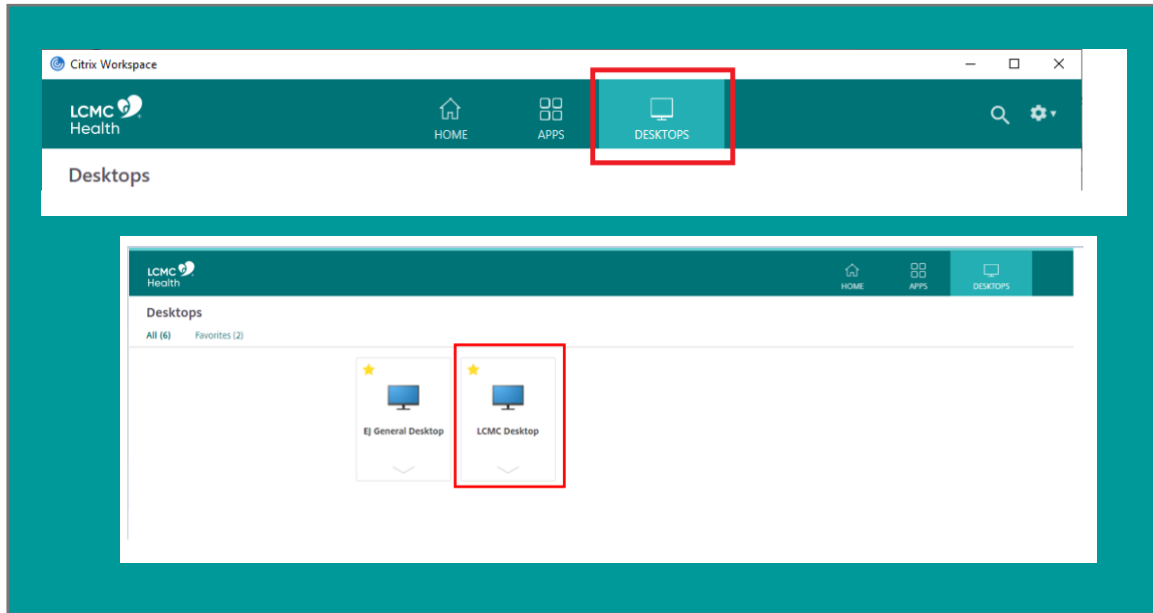 Citrix Workspace
LCMC
Health
HOME
APPS
DESKTOPS
Desktops
LCMC
Health
HOME
APPS
DESKTOPS
Desktops
All (6) Favorites (2)
EJ General Desktop
LCMC Desktop